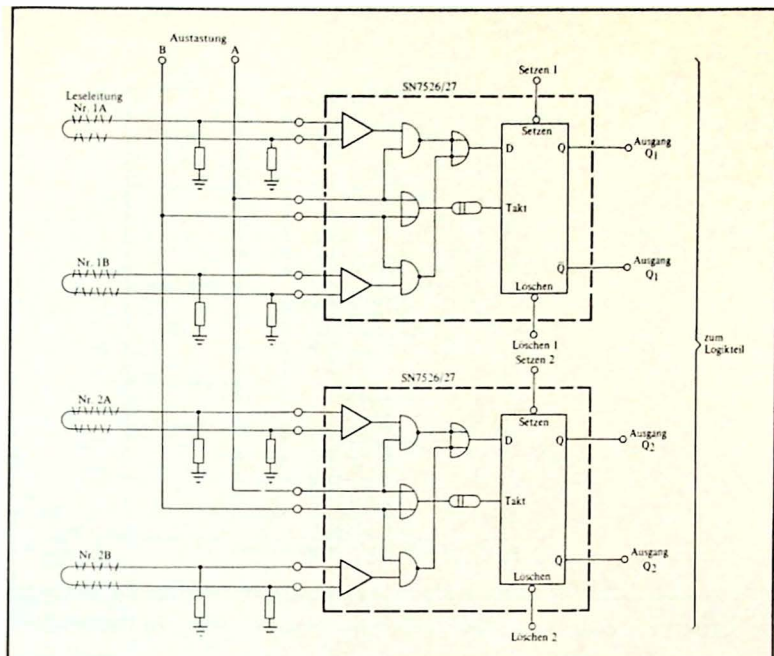 Austastung
B A
Leseleitung
Nr. 1A
SN7526/27
Setzen 1
Setzen
D Q
Ausgang
Q1
Takt
Nr. 1B
Q̅
Ausgang
Q1
Löschen
Löschen 1
Setzen 2
zum
Logikteil
SN7526/27
Nr. 2A
Setzen
D Q
Ausgang
Q2
Takt
Nr. 2B
Q
Ausgang
Q2
Löschen
Löschen 2